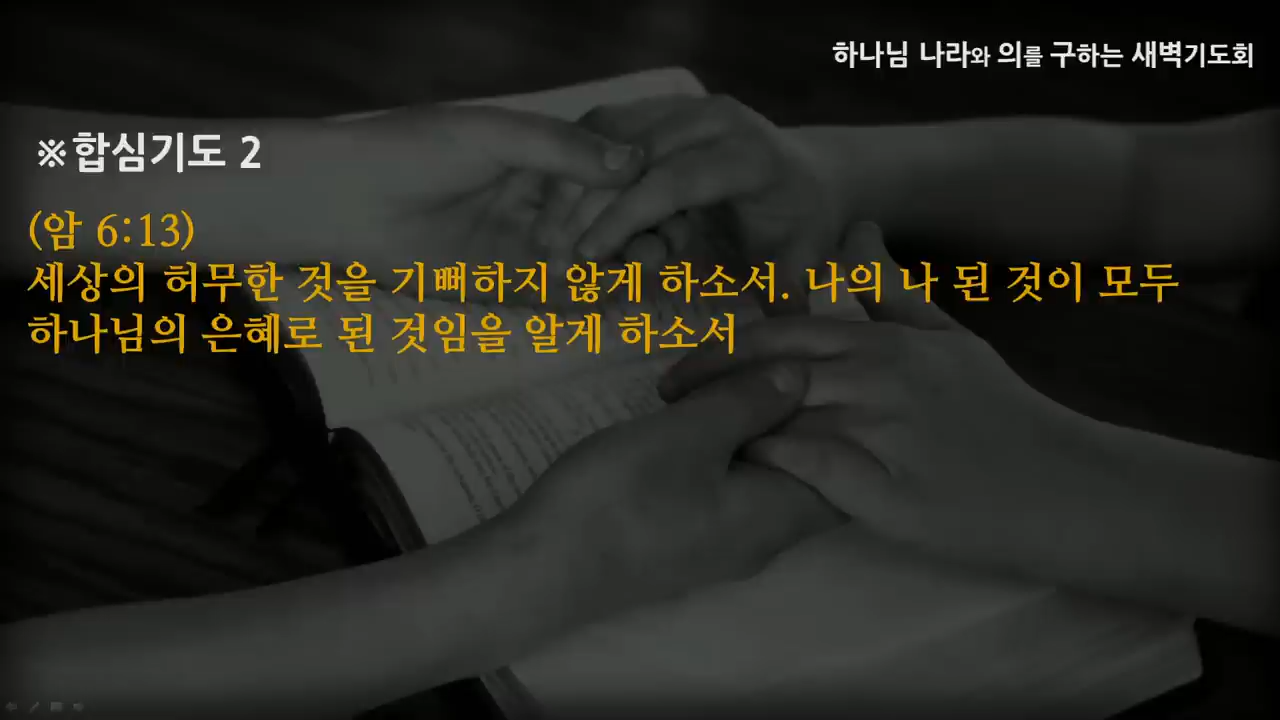 하나님 나라와 의를 구하는 새벽기도회
※합심기도 2
(암 6:13)
세상의 허무한 것을 기뻐하지 않게 하소서. 나의 나 된 것이 모두
하나님의 은혜로 된 것임을 알게 하소서